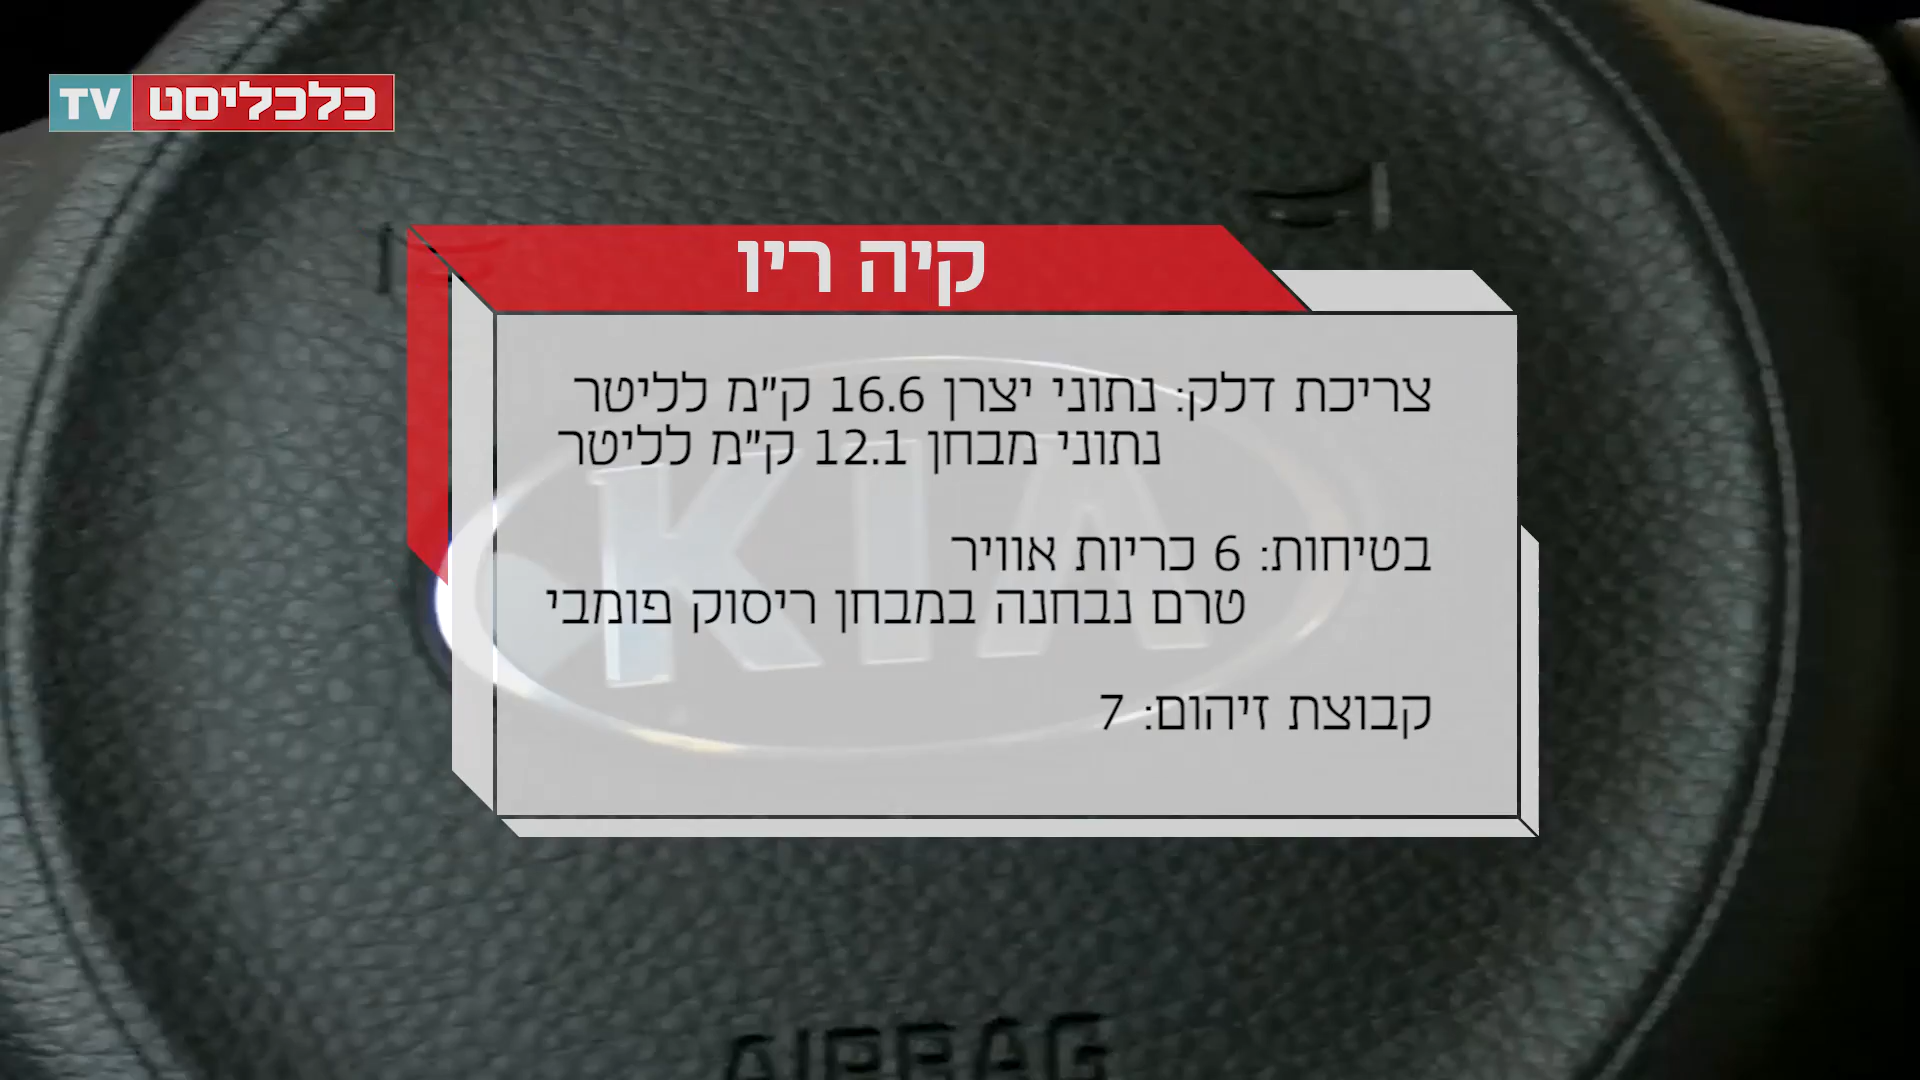 כלכליסט TV
קיה ריו
צריכת דלק: נתוני יצרן 16.6 ק"מ לליטר
נתוני מבחן 12.1 ק"מ לליטר
בטיחות: 6 כריות אוויר
טרם נבחנה במבחן ריסוק פומבי
קבוצת זיהום: 7
KIA
AIRBAG